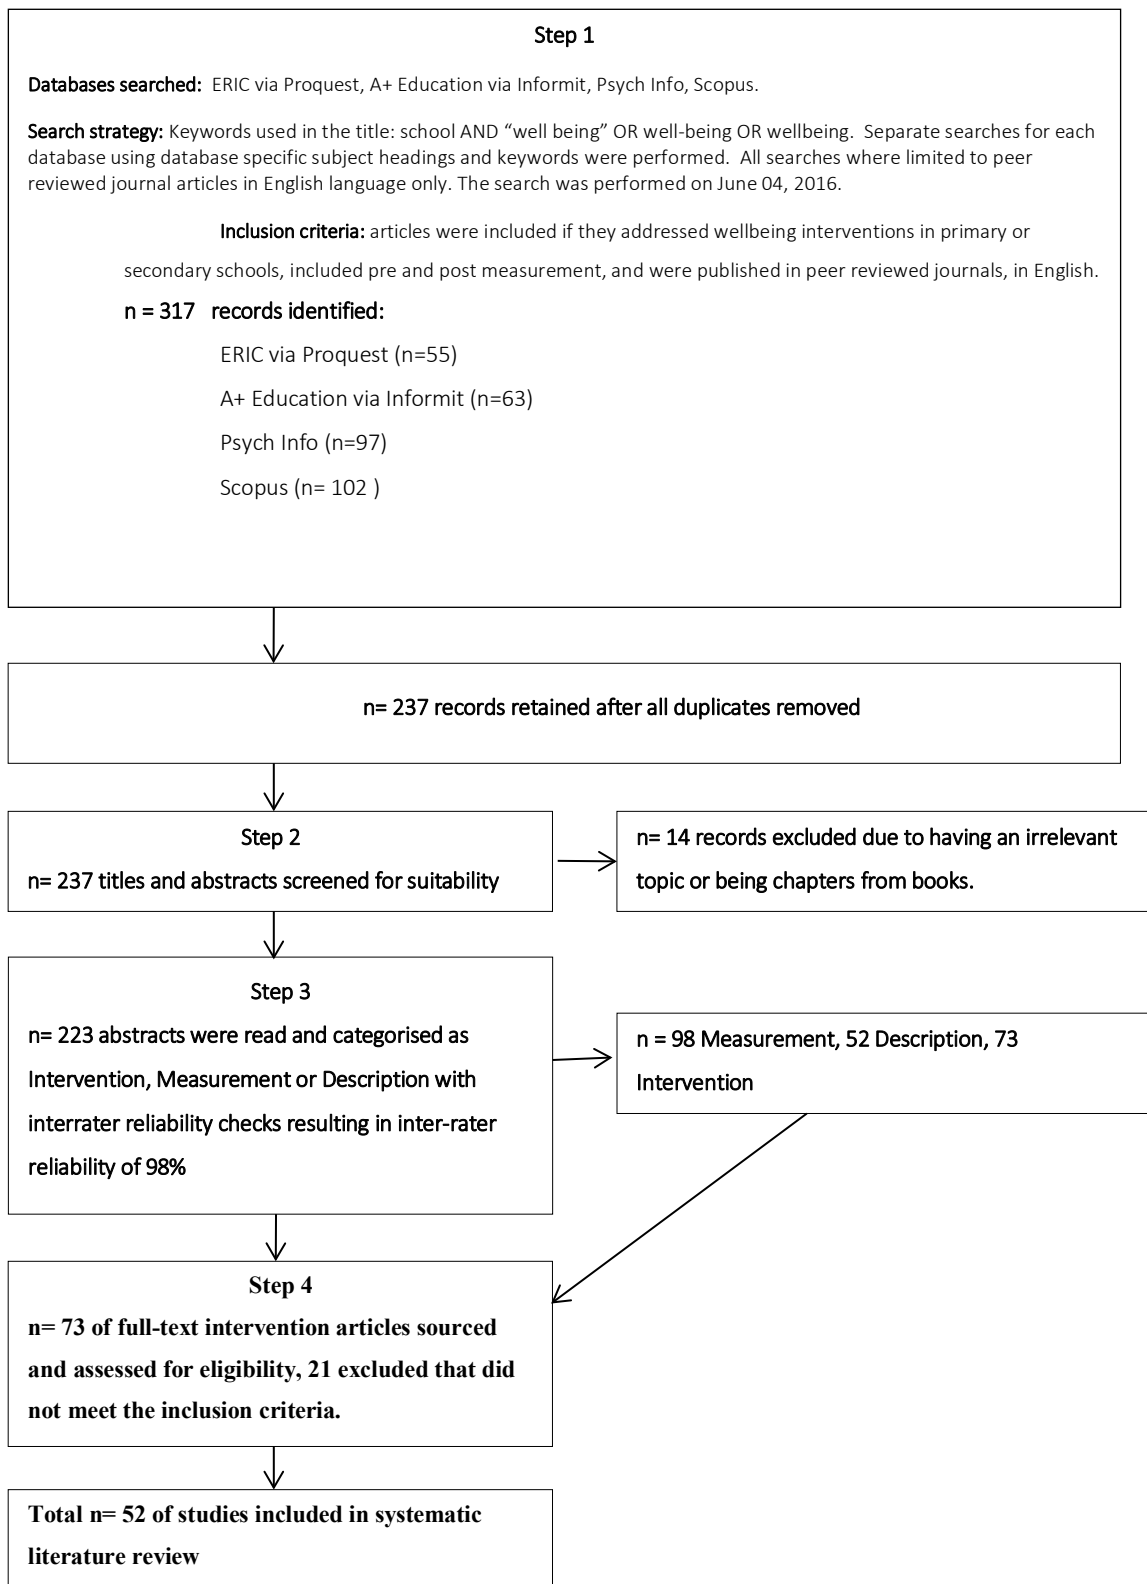 Step 1
Databases searched: ERIC via Proquest, A+ Education via Informit, Psych Info, Scopus.
Search strategy: Keywords used in the title: school AND “well being” OR well-being OR wellbeing. Separate searches for each
database using database specific subject headings and keywords were performed. All searches where limited to peer
reviewed journal articles in English language only. The search was performed on June 04, 2016.
Inclusion criteria: articles were included if they addressed wellbeing interventions in primary or
secondary schools, included pre and post measurement, and were published in peer reviewed journals, in English.
n = 317 records identified:
ERIC via Proquest (n=55)
A+ Education via Informit (n=63)
Psych Info (n=97)
Scopus (n= 102 )
n= 237 records retained after all duplicates removed
Step 2
n= 237 titles and abstracts screened for suitability
n= 14 records excluded due to having an irrelevant
topic or being chapters from books.
Step 3
n= 223 abstracts were read and categorised as
Intervention, Measurement or Description with
interrater reliability checks resulting in inter-rater
reliability of 98%
n = 98 Measurement, 52 Description, 73
Intervention
Step 4
n= 73 of full-text intervention articles sourced
and assessed for eligibility, 21 excluded that did
not meet the inclusion criteria.
Total n= 52 of studies included in systematic
literature review